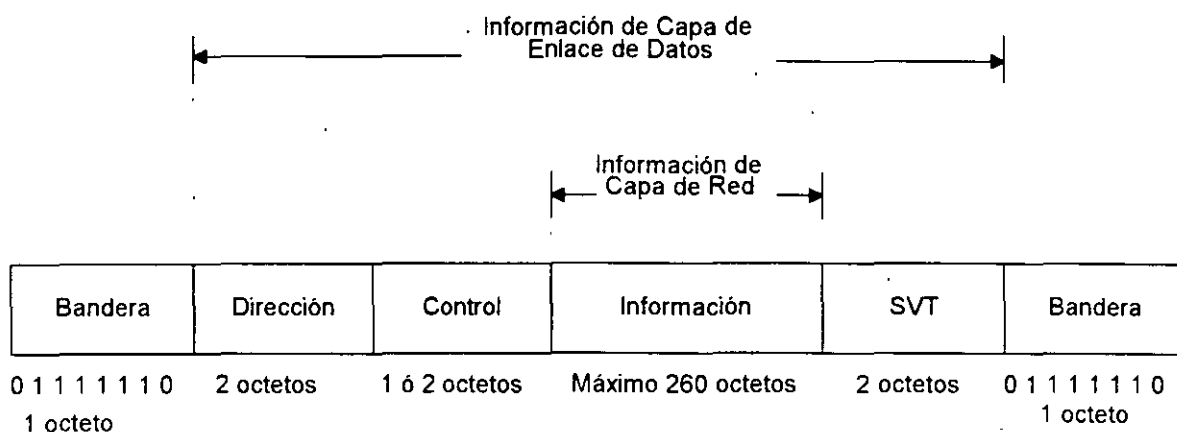 Información de Capa de
Enlace de Datos
Información de
Capa de Red
Bandera
Dirección
Control
Información
SVT
Bandera
0 1 1 1 1 1 1 0
2 octetos
1 ó 2 octetos
Máximo 260 octetos
2 octetos
0 1 1 1 1 1 1 0
1 octeto
1 octeto